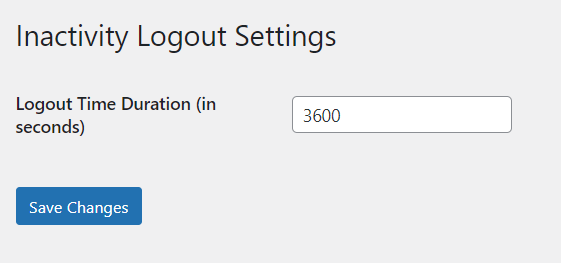 Inactivity Logout Settings
Logout Time Duration (in
seconds)
3600
Save Changes